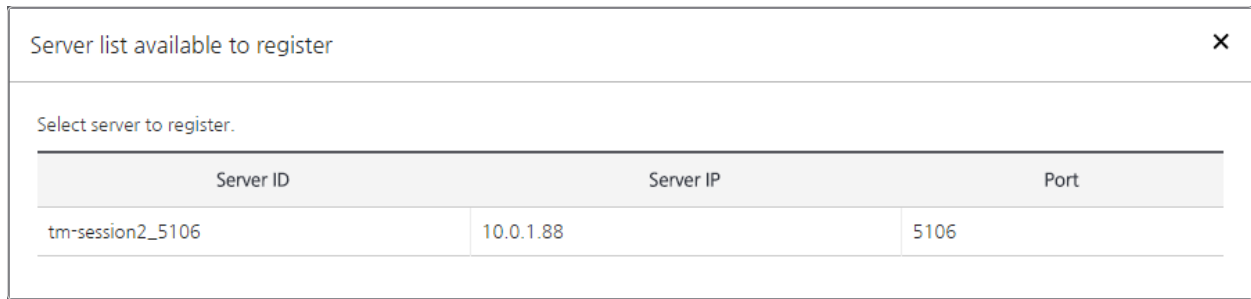 Server list available to register
Select server to register.
Server ID Server IP Port
tm-session2_5106 10.0.1.88 5106